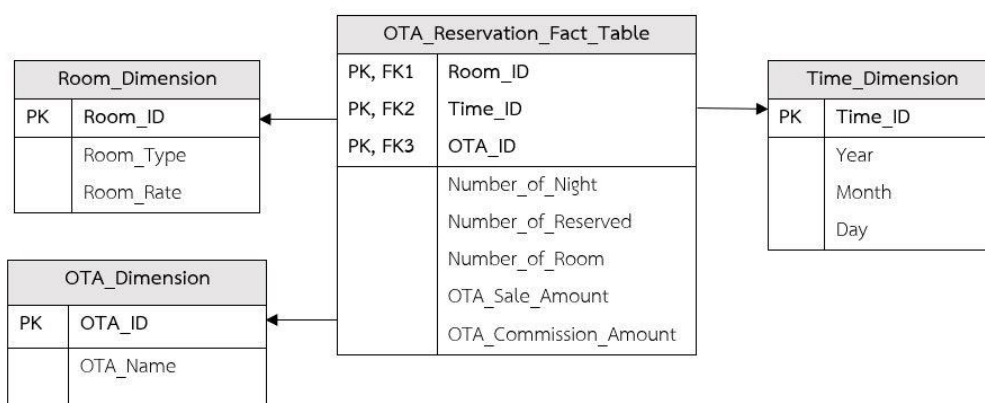 OTA_Reservation_Fact_Table
PK, FK1 Room_ID
PK, FK2 Time_ID
PK, FK3 OTA_ID
Number_of_Night
Number_of_Reserved
Number_of_Room
OTA_Sale_Amount
OTA_Commission_Amount
Room_Dimension
PK Room_ID
Room_Type
Room_Rate
Time_Dimension
PK Time_ID
Year
Month
Day
OTA_Dimension
PK OTA_ID
OTA_Name